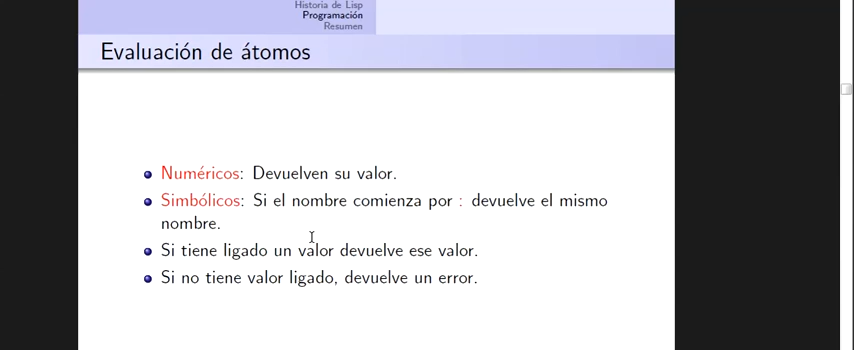 Historia de Lisp
Programación
Resumen
Evaluación de átomos
Numéricos: Devuelven su valor.
Simbólicos: Si el nombre comienza por : devuelve el mismo
nombre.
Si tiene ligado un valor devuelve ese valor.
Si no tiene valor ligado, devuelve un error.